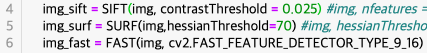 4 img_sift = SIFT(img, contrastThreshold = 0.025) #img, nfeatures =
5 img_surf = SURF(img,hessianThreshold=70) #img, hessianThresho
6 img_fast = FAST(img, cv2.FAST_FEATURE_DETECTOR_TYPE_9_16)